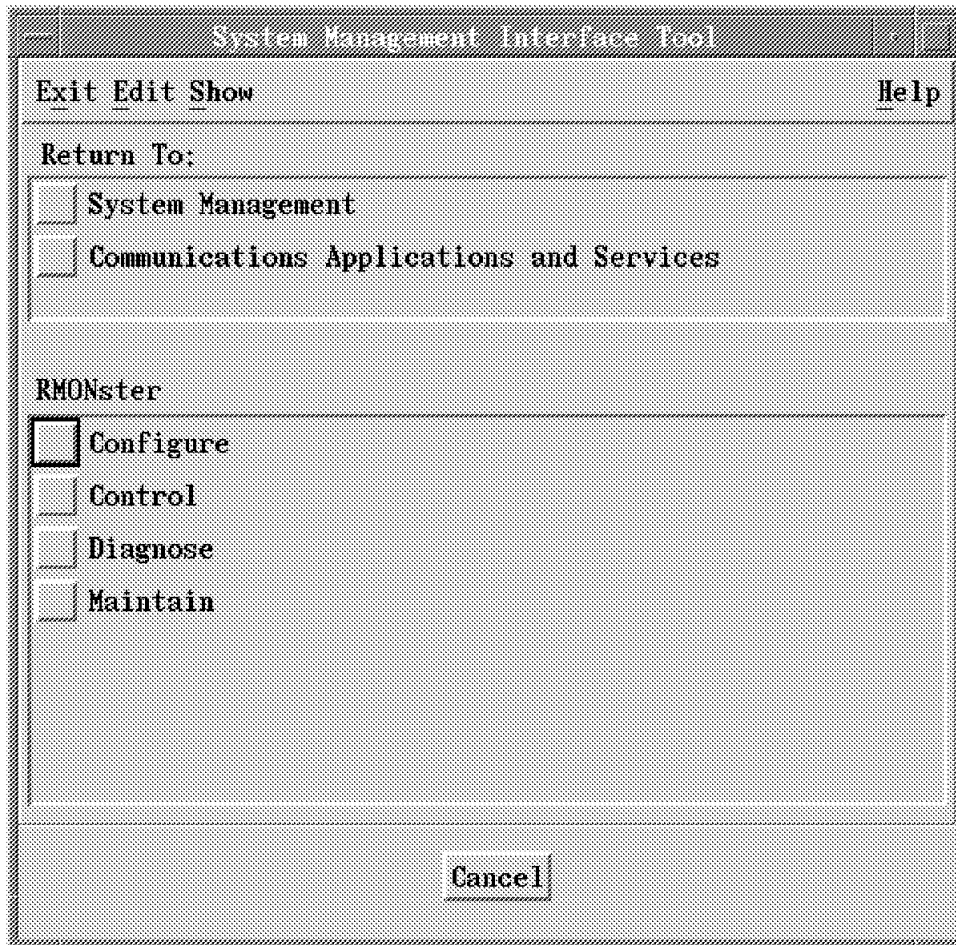 System Management Interface Tool
Exit Edit Show Help
Return To:
System Management
Communications Applications and Services
RMONster
Configure
Control
Diagnose
Maintain
Cancel